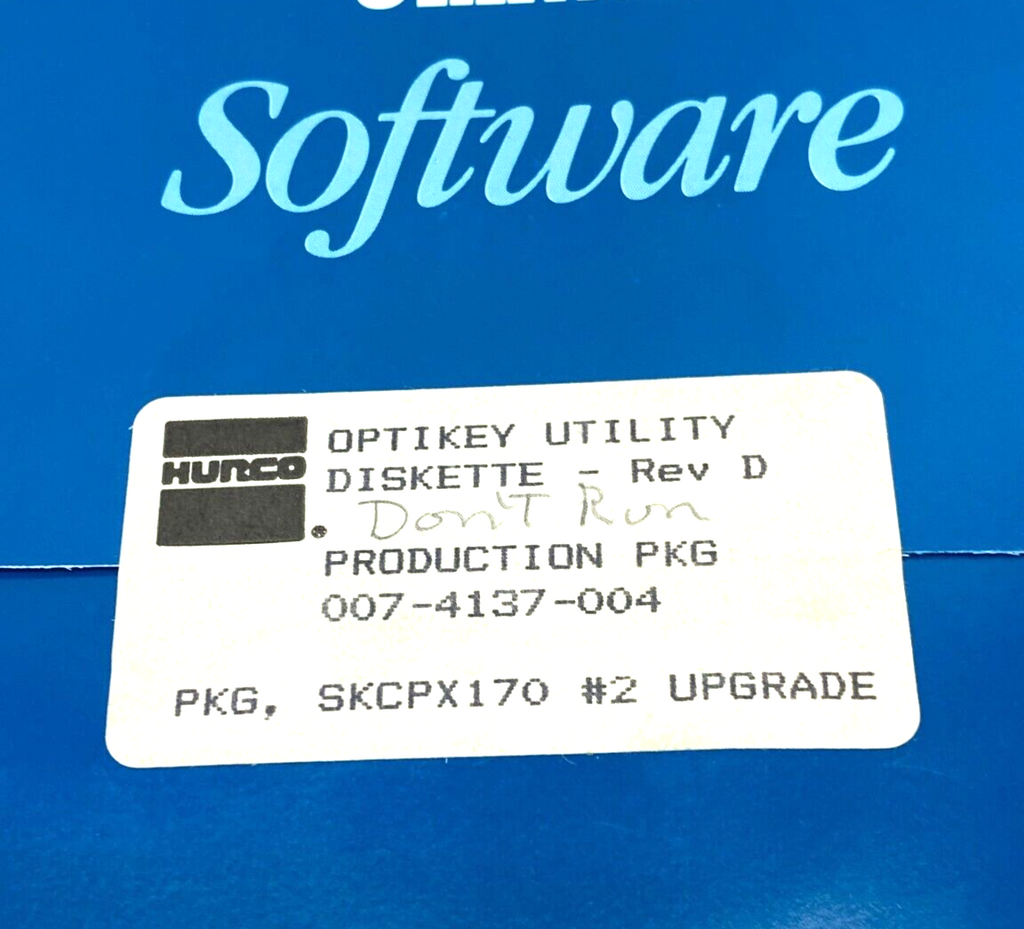 Software
HURCO
OPTIKEY UTILITY
DISKETTE - Rev D
Don't Run
PRODUCTION PKG
007-4137-004
PKG, SKCPX170 #2 UPGRADE